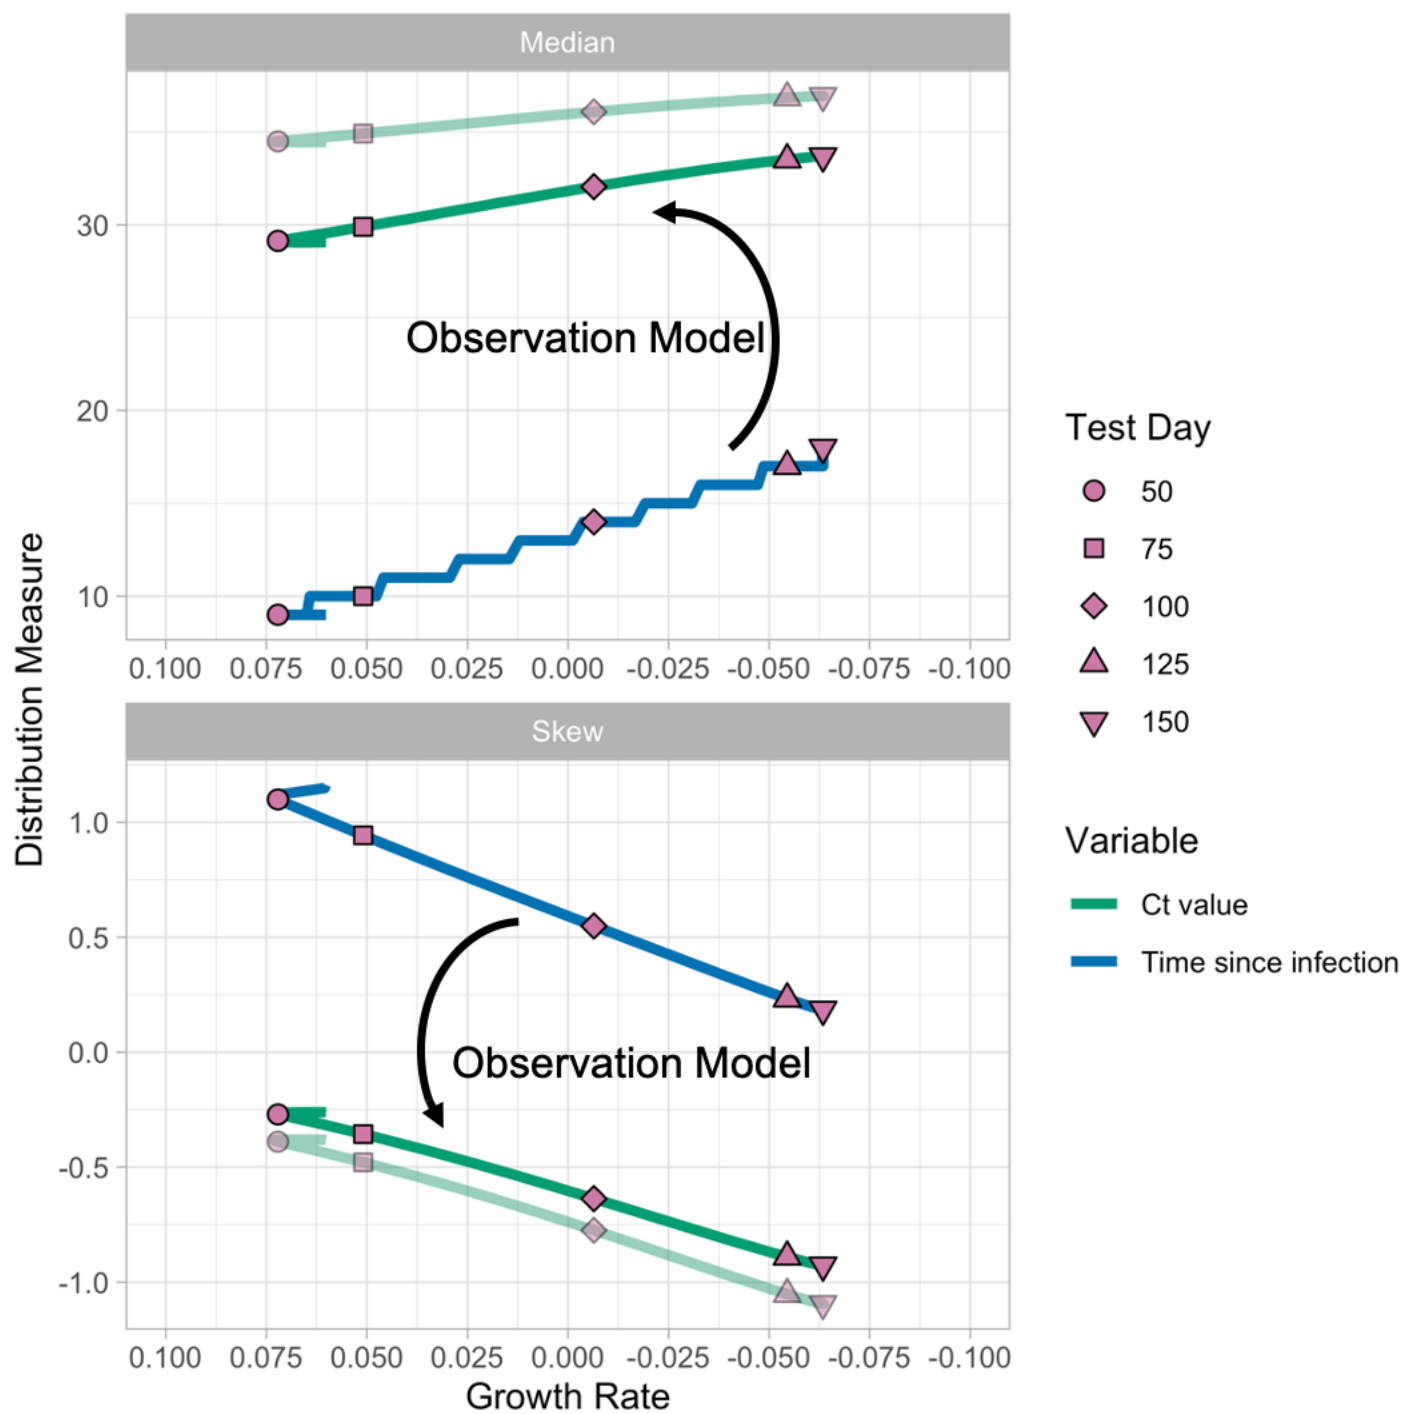 Median
30
20
10
Observation Model
0.100 0.075 0.050 0.025 0.000 -0.025 -0.050 -0.075 -0.100
Distribution Measure
Skew
1.0
0.5
0.0
-0.5
-1.0
Observation Model
0.100 0.075 0.050 0.025 0.000 -0.025 -0.050 -0.075 -0.100
Growth Rate
Test Day
50
75
100
125
150
Variable
Ct value
Time since infection